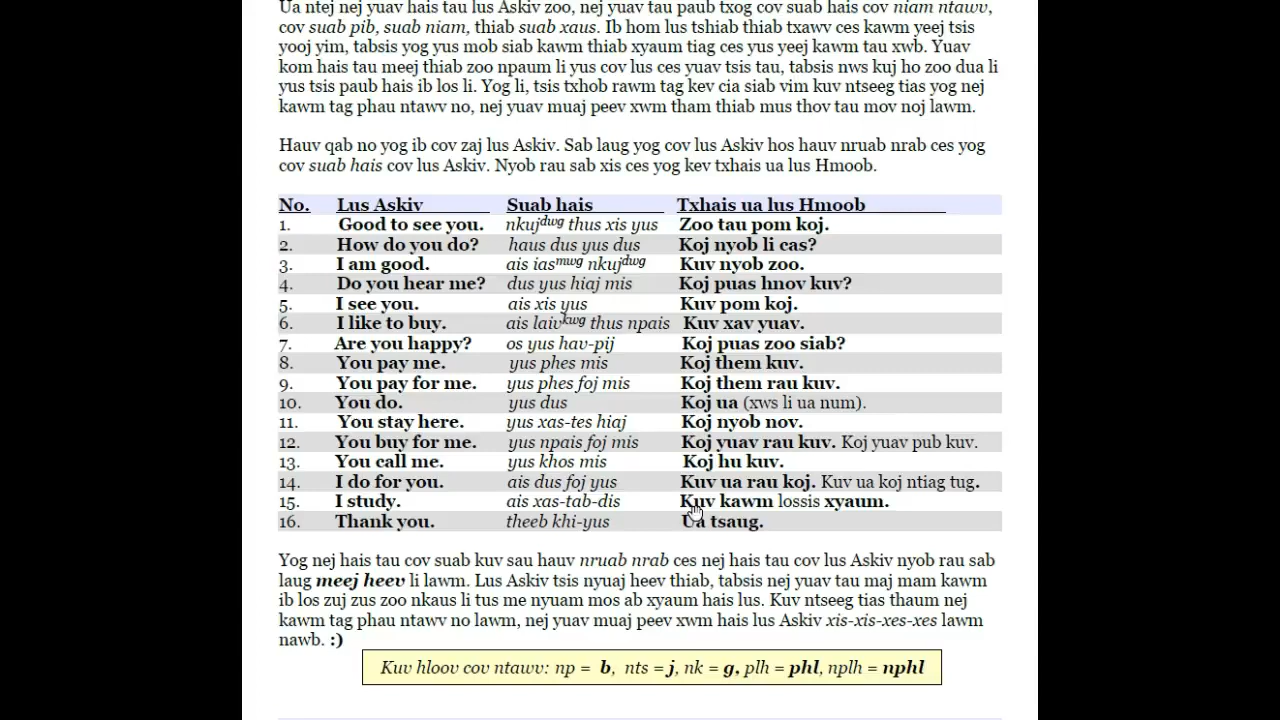 Ua ntej nej yuav hais tau lus Askiv zoo, nej yuav tau paub txog cov suab hais cov niam ntawv,
cov suab pib, suab niam, thiab suab xaus. Ib hom lus tshiab thiab txawv ces kawm yeej tsis
yooj yim, tabsis yog yus mob siab kawm thiab xyaum tiag ces yus yeej kawm tau xwb. Yuav
kom hais tau meej thiab zoo npaum li yus cov lus ces yuav tsis tau, tabsis nws kuj ho zoo dua li
yus tsis paub hais ib los li. Yog li, tsis txhob rawm tag kev cia siab vim kuv ntseeg tias yog nej
kawm tag phau ntawv no, nej yuav muaj peev xwm tham thiab mus thov tau mov noj lawm.
Hauv qab no yog ib cov zaj lus Askiv. Sab laug yog cov lus Askiv hos hauv nruab nrab ces yog
cov suab hais cov lus Askiv. Nyob rau sab xis ces yog kev txhais ua lus Hmoob.
No. Lus Askiv Suab hais Txhais ua lus Hmoob
1. Good to see you. nkujdwg thus xis yus Zoo tau pom koj.
2. How do you do? haus dus yus dus Koj nyob li cas?
3. I am good. ais iasmwg nkujdwg Kuv nyob zoo.
4. Do you hear me? dus yus hiaj mis Koj puas hnov kuv?
5. I see you. ais xis yus Kuv pom koj.
6. I like to buy. ais laivkwg thus npais Kuv xav yuav.
7. Are you happy? os yus hav-pij Koj puas zoo siab?
8. You pay me. yus phes mis Koj them kuv.
9. You pay for me. yus phes foj mis Koj them rau kuv.
10. You do. yus dus Koj ua (xws li ua num).
11. You stay here. yus xas-tes hiaj Koj nyob nov.
12. You buy for me. yus npais foj mis Koj yuav rau kuv. Koj yuav pub kuv.
13. You call me. yus khos mis Koj hu kuv.
14. I do for you. ais dus foj yus Kuv ua rau koj. Kuv ua koj ntiag tug.
15. I study. ais xas-tab-dis Kuv kawm lossis xyaum.
16. Thank you. theeb khi-yus Ua tsaug.
Yog nej hais tau cov suab kuv sau hauv nruab nrab ces nej hais tau cov lus Askiv nyob rau sab
laug meej heev li lawm. Lus Askiv tsis nyuaj heev thiab, tabsis nej yuav tau maj mam kawm
ib los zuj zus zoo nkaus li tus me nyuam mos ab xyaum hais lus. Kuv ntseeg tias thaum nej
kawm tag phau ntawv no lawm, nej yuav muaj peev xwm hais lus Askiv xis-xis-xes-xes lawm
nawb. :)
Kuv hloov cov ntawv: np = b, nts = j, nk = g, plh = phl, nplh = nphl